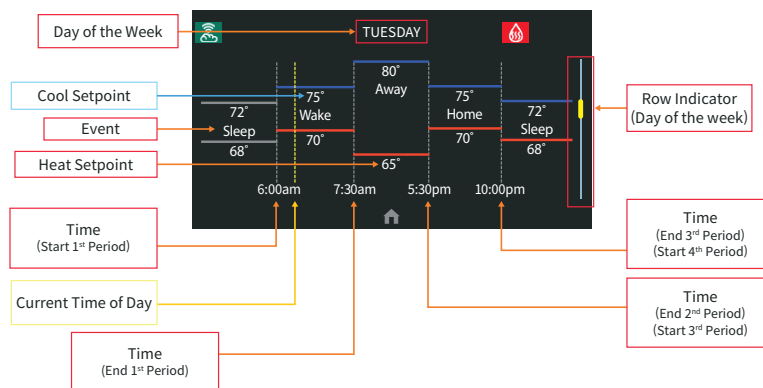 Day of the Week
TUESDAY
80°
Away
Cool Setpoint
75°
Wake
75°
Home
72°
Sleep
72°
Sleep
Row Indicator
(Day of the week)
Event
70°
70°
68°
68°
Heat Setpoint
65°
6:00am
7:30am
5:30pm
10:00pm
Time
(Start 1st Period)
Time
(End 3rd Period)
(Start 4th Period)
Current Time of Day
Time
(End 2nd Period)
(Start 3rd Period)
Time
(End 1st Period)